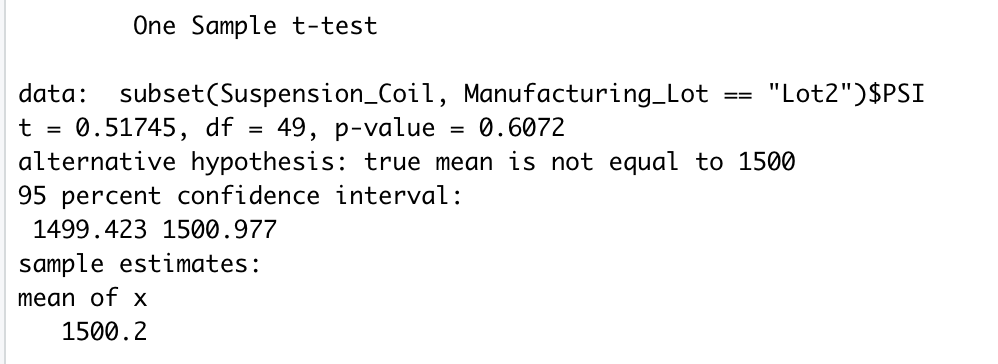 One Sample t-test
data:  subset(Suspension_Coil, Manufacturing_Lot == "Lot2")$PSI
t = 0.51745, df = 49, p-value = 0.6072
alternative hypothesis: true mean is not equal to 1500
95 percent confidence interval:
1499.423 1500.977
sample estimates:
mean of x
1500.2